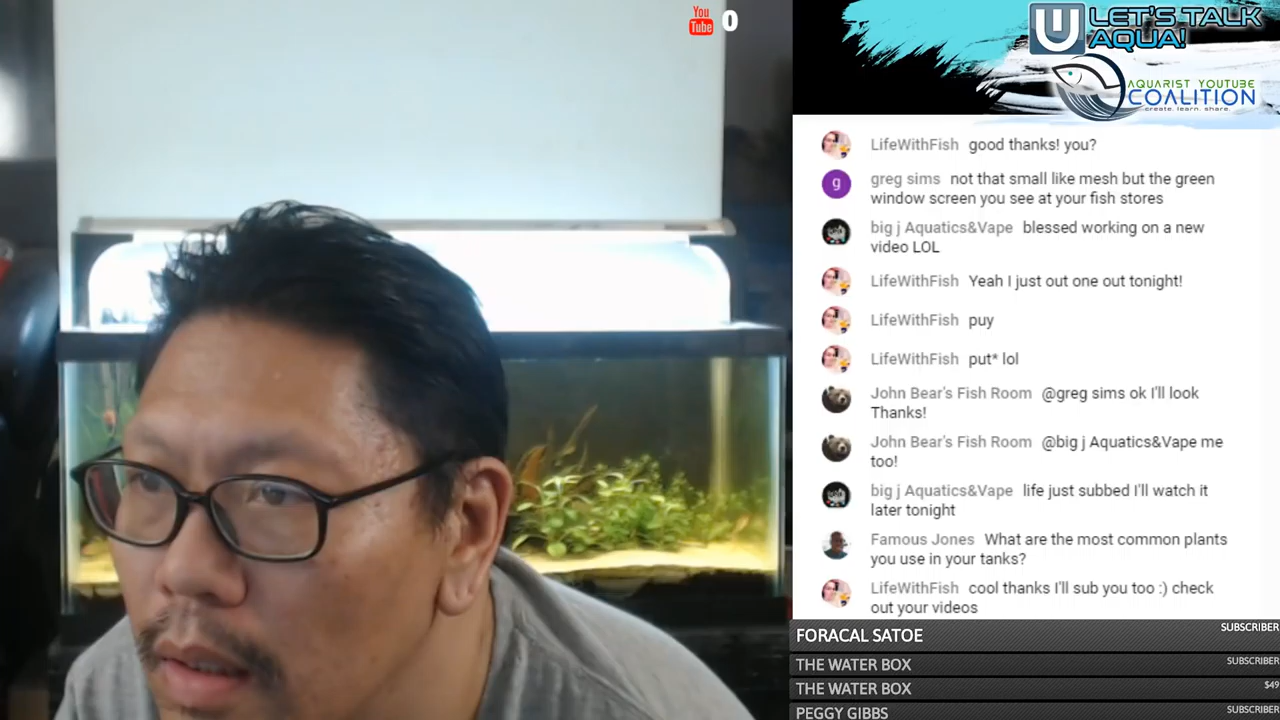 You
Tube 0
U LET'S TALK
AQUA!
AQUARIST YOUTUBE
COALITION
create. learn. share.
LifeWithFish good thanks! you?
g greg sims not that small like mesh but the green
window screen you see at your fish stores
big j Aquatics&Vape blessed working on a new
video LOL
LifeWithFish Yeah I just out one out tonight!
LifeWithFish puy
LifeWithFish put* lol
John Bear's Fish Room @greg sims ok I'll look
Thanks!
John Bear's Fish Room @big j Aquatics&Vape me
too!
big j Aquatics&Vape life just subbed I'll watch it
later tonight
Famous Jones What are the most common plants
you use in your tanks?
LifeWithFish cool thanks I'll sub you too :) check
out your videos
FORACAL SATOE SUBSCRIBER
THE WATER BOX SUBSCRIBER
THE WATER BOX $49
PEGGY GIBBS SUBSCRIBER